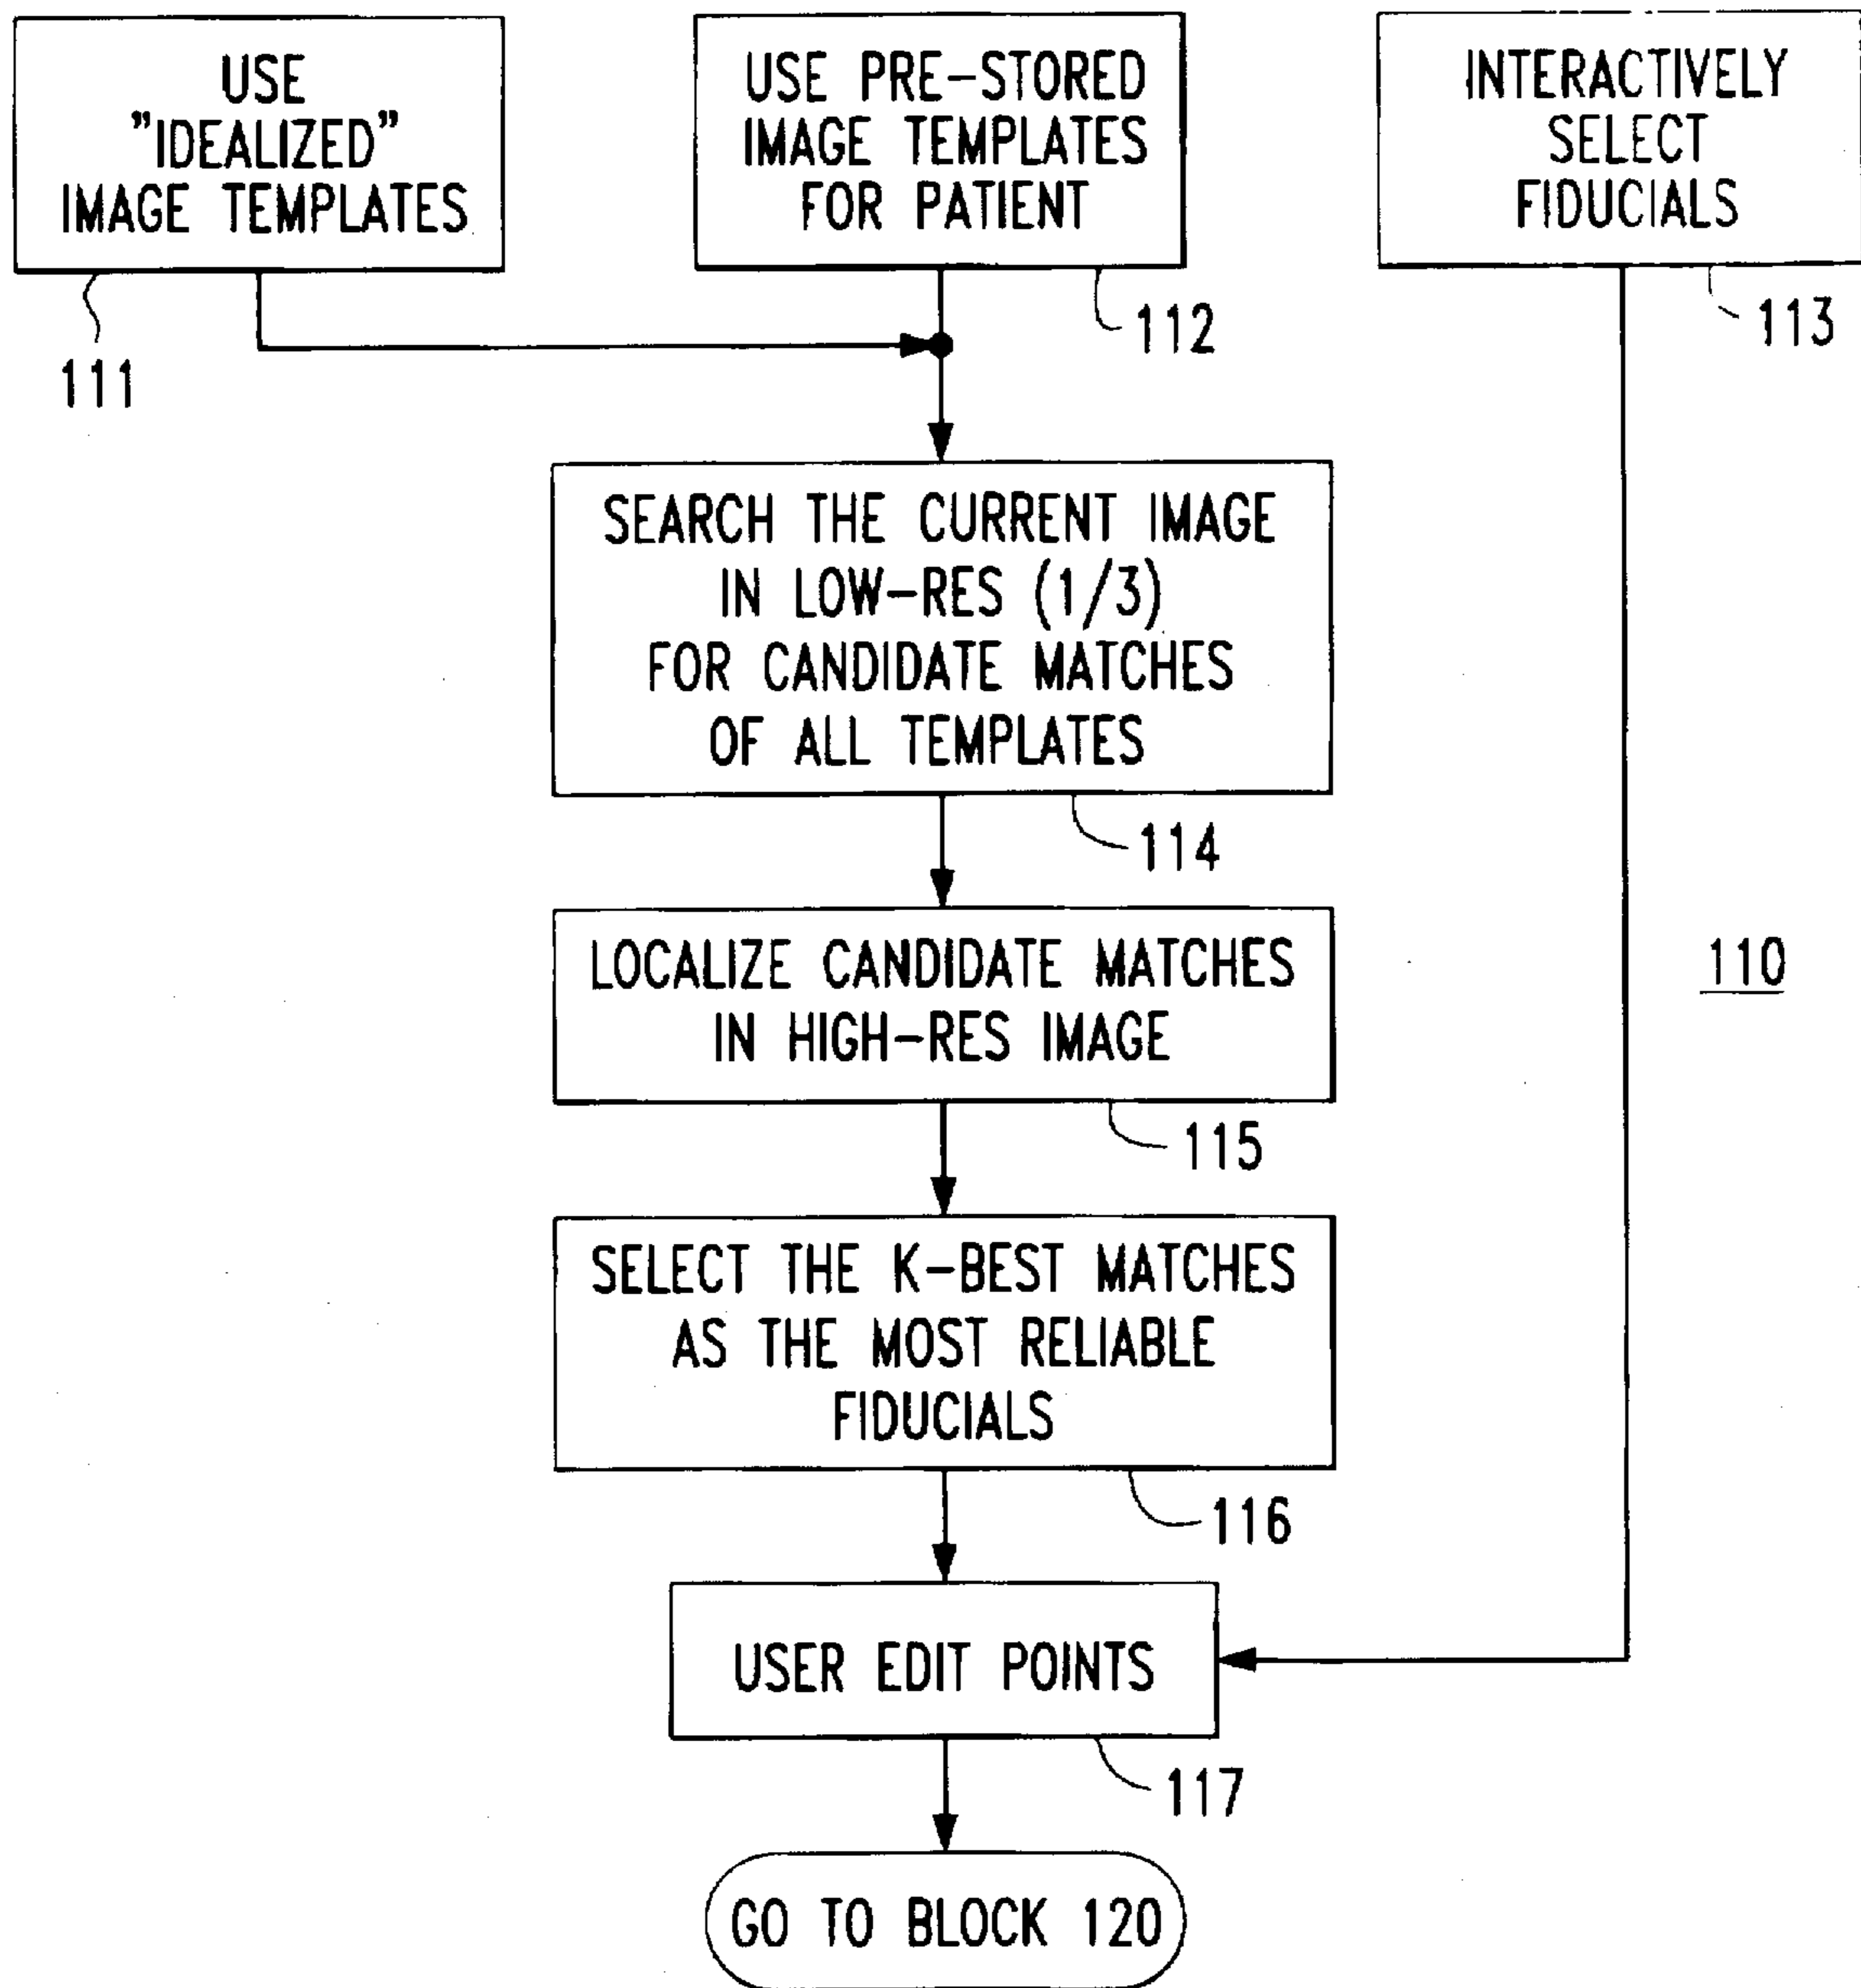 USE
"IDEALIZED"
IMAGE TEMPLATES
111
USE PRE-STORED
IMAGE TEMPLATES
FOR PATIENT
112
INTERACTIVELY
SELECT
FIDUCIALS
113
SEARCH THE CURRENT IMAGE
IN LOW-RES (1/3)
FOR CANDIDATE MATCHES
OF ALL TEMPLATES
114
LOCALIZE CANDIDATE MATCHES
IN HIGH-RES IMAGE
115
110
SELECT THE K-BEST MATCHES
AS THE MOST RELIABLE
FIDUCIALS
116
USER EDIT POINTS
117
GO TO BLOCK 120